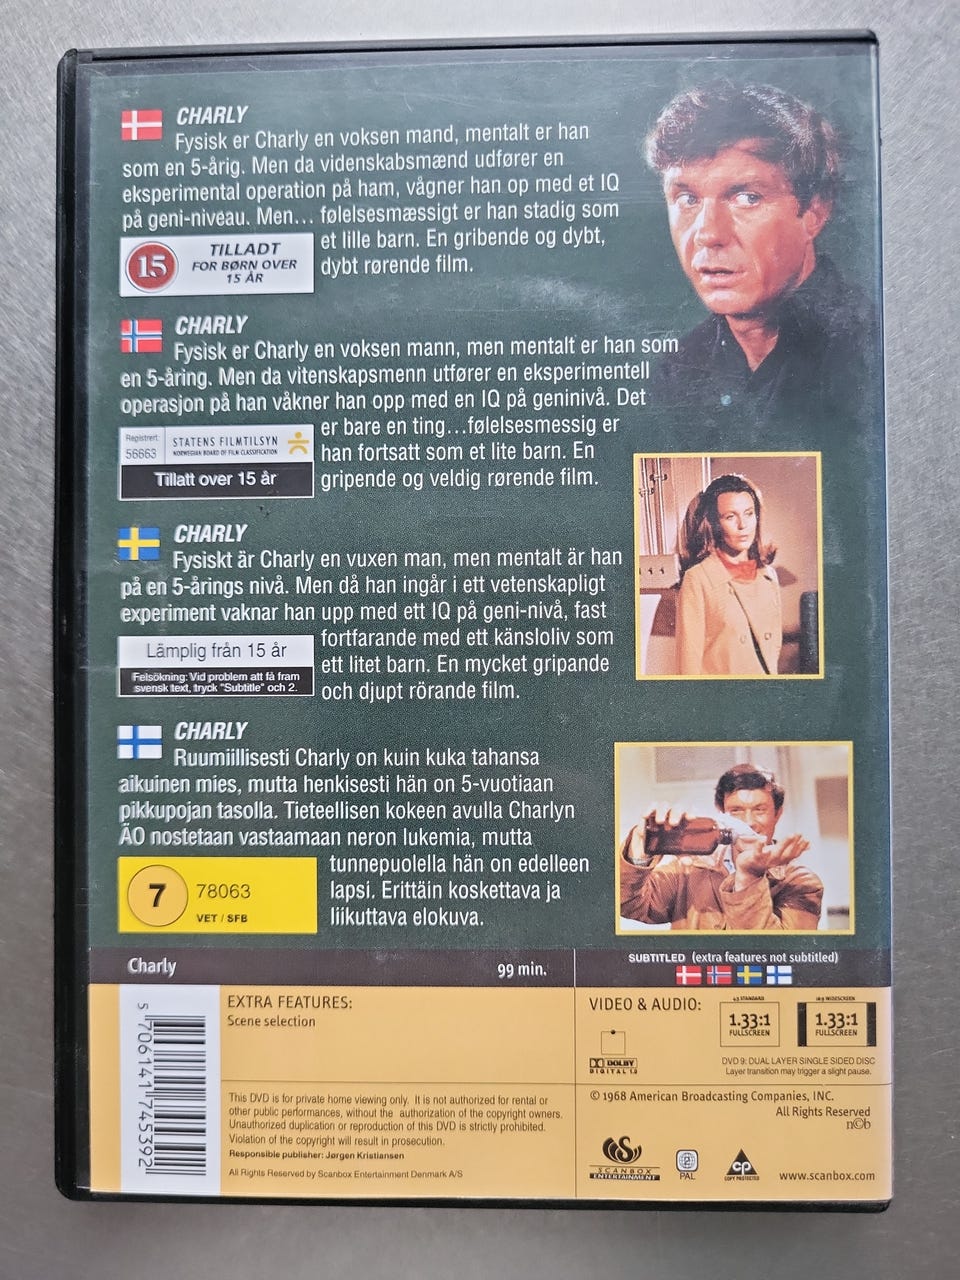 CHARLY
Fysisk er Charly en voksen mand, mentalt er han
som en 5-årig. Men da videnskabsmænd udfører en
eksperimental operation på ham, vågner han op med et IQ
på geni-niveau. Men... følelsesmæssigt er han stadig som
et lille barn. En gribende og dybt,
dybt rørende film.
15
TILLADT
FOR BØRN OVER
15 ÅR
CHARLY
Fysisk er Charly en voksen mann, men mentalt er han som
en 5-åring. Men da vitenskapsmenn utfører en eksperimentell
operasjon på han våkner han opp med en IQ på geninivå. Det
er bare en ting...følelsesmessig er
han fortsatt som et lite barn. En
gripende og veldig rørende film.
Registrert
56663
STATENS FILMTILSYN
NORWEGIAN BOARD OF FILM CLASSIFICATION
Tillatt over 15 år
CHARLY
Fysiskt är Charly en vuxen man, men mentalt är han
på en 5-årings nivå. Men då han ingår i ett vetenskapligt
experiment vaknar han upp med ett IQ på geni-nivå, fast
fortfarande med ett känsloliv som
ett litet barn. En mycket gripande
och djupt rörande film.
Lämplig från 15 år
Felsökning: Vid problem att få fram
svensk text, tryck "Subtitle" och 2.
CHARLY
Ruumiillisesti Charly on kuin kuka tahansa
aikuinen mies, mutta henkisesti hän on 5-vuotiaan
pikkupojan tasolla. Tieteellisen kokeen avulla Charlyn
ÄO nostetaan vastaamaan neron lukemia, mutta
tunnepuolella hän on edelleen
lapsi. Erittäin koskettava ja
liikuttava elokuva.
7
78063
VET / SFB
Charly
99 min.
SUBTITLED (extra features not subtitled)
5 706141 745392
EXTRA FEATURES:
Scene selection
VIDEO & AUDIO:
4:3 STANDARD
1.33:1
FULLSCREEN
16:9 WIDESCREEN
1.33:1
FULLSCREEN
DOLBY
DIGITAL 1.0
DVD 9: DUAL LAYER SINGLE SIDED DISC
Layer transition may trigger a slight pause.
This DVD is for private home viewing only. It is not authorized for rental or
other public performances, without the authorization of the copyright owners.
Unauthorized duplication or reproduction of this DVD is strictly prohibited.
Violation of the copyright will result in prosecution.
Responsible publisher: Jørgen Kristiansen
All Rights Reserved by Scanbox Entertainment Denmark A/S
© 1968 American Broadcasting Companies, INC.
All Rights Reserved
n©b
SCANBOX
ENTERTAINMENT
PAL
CP
COPY PROTECTED
www.scanbox.com